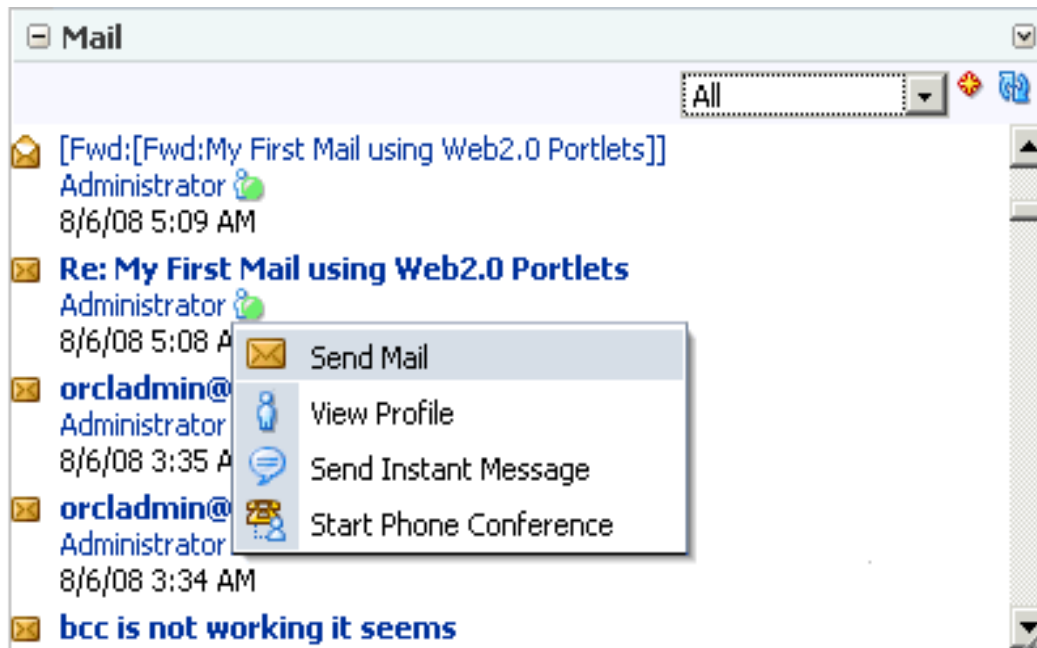 Mail
All
[Fwd:[Fwd:My First Mail using Web2.0 Portlets]]
Administrator
8/6/08 5:09 AM
Re: My First Mail using Web2.0 Portlets
Administrator
8/6/08 5:08 A
Send Mail
orcladmin@
View Profile
Administrator
8/6/08 3:35 A
Send Instant Message
orcladmin@
Start Phone Conference
Administrator
8/6/08 3:34 AM
bcc is not working it seems